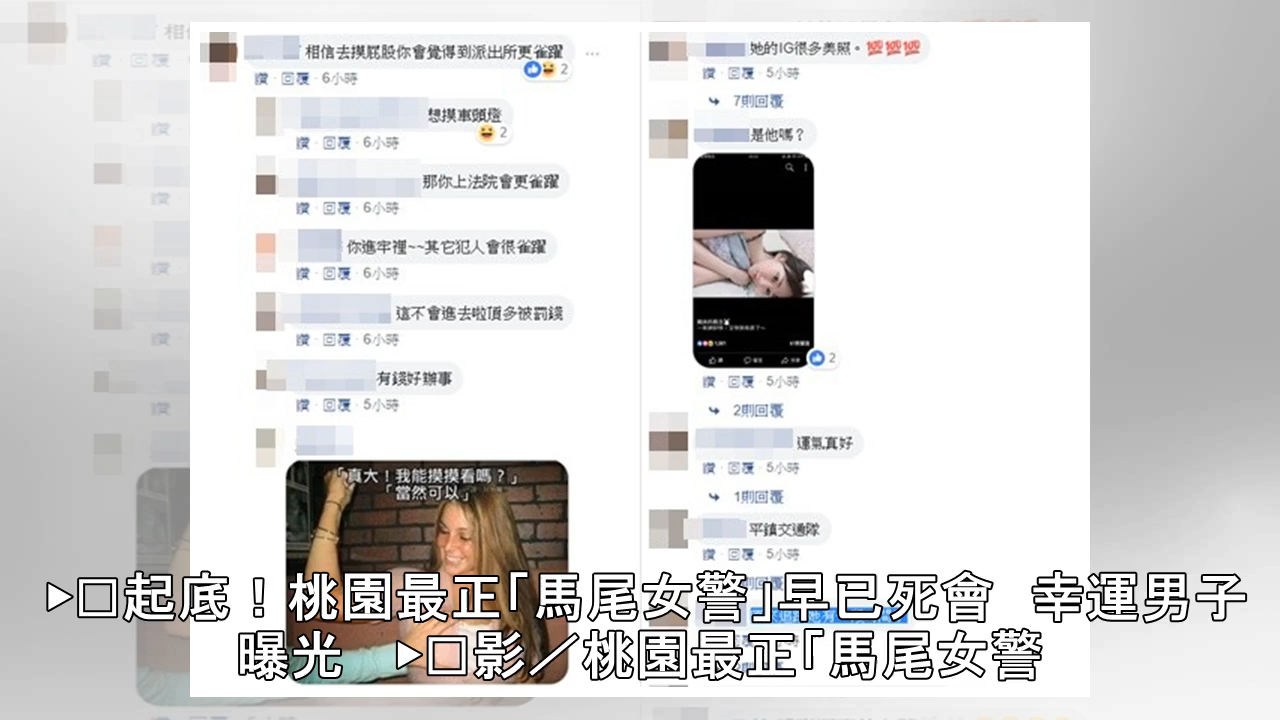 相信去摸屁股你會覺得到派出所更雀躍
讚 · 回覆 · 6小時
2
想摸車頭燈
讚 · 回覆 · 6小時
2
那你上法院會更雀躍
讚 · 回覆 · 6小時
你進牢裡~~其它犯人會很雀躍
讚 · 回覆 · 6小時
這不會進去啦頂多被罰錢
讚 · 回覆 · 6小時
有錢好辦事
讚 · 回覆 · 5小時
「真大！我能摸摸看嗎？」
「當然可以」
她的IG很多美照。💯💯💯
讚 · 回覆 · 5小時
7則回覆
是他嗎？
2
讚 · 回覆 · 5小時
2則回覆
運氣真好
讚 · 回覆 · 5小時
1則回覆
平鎮交通隊
讚 · 回覆 · 5小時
▶□起底！桃園最正「馬尾女警」早已死會 幸運男子
曝光 ▶□影／桃園最正「馬尾女警